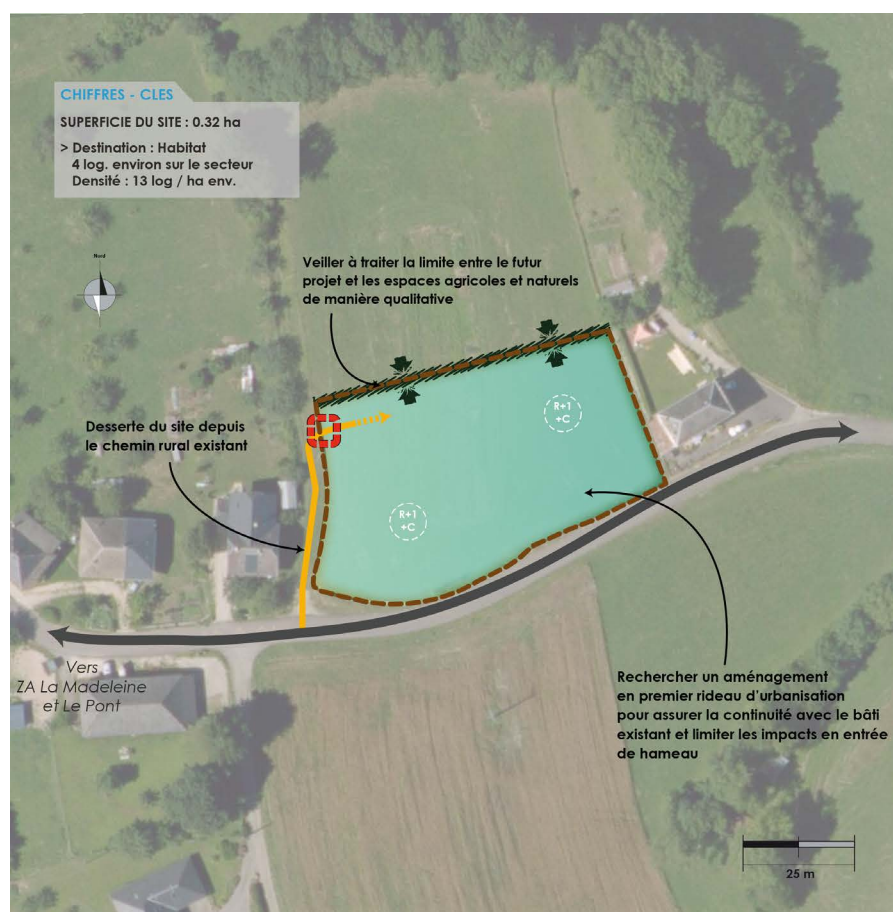 CHIFFRES - CLES
SUPERFICIE DU SITE : 0.32 ha
> Destination : Habitat
4 log. environ sur le secteur
Densité : 13 log / ha env.
Nord
Veiller à traiter la limite entre le futur
projet et les espaces agricoles et naturels
de manière qualitative
Desserte du site depuis
le chemin rural existant
R+1
+C
R+1
+C
Vers
ZA La Madeleine
et Le Pont
Rechercher un aménagement
en premier rideau d'urbanisation
pour assurer la continuité avec le bâti
existant et limiter les impacts en entrée
de hameau
25 m